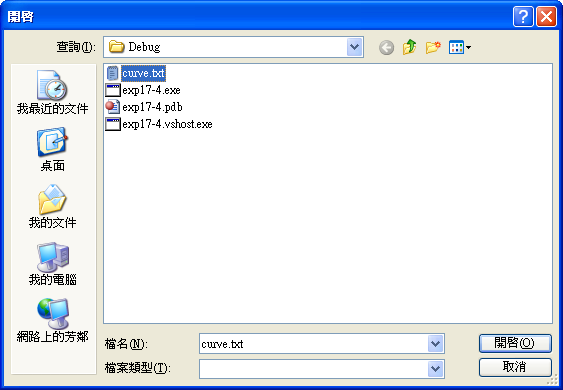 開啓
查詢(I):
Debug
我最近的文件
桌面
我的文件
我的電腦
網路上的芳鄰
curve.txt
exp17-4.exe
exp17-4.pdb
exp17-4.vshost.exe
檔名(N):
curve.txt
開啓(O)
檔案類型(T):
取消